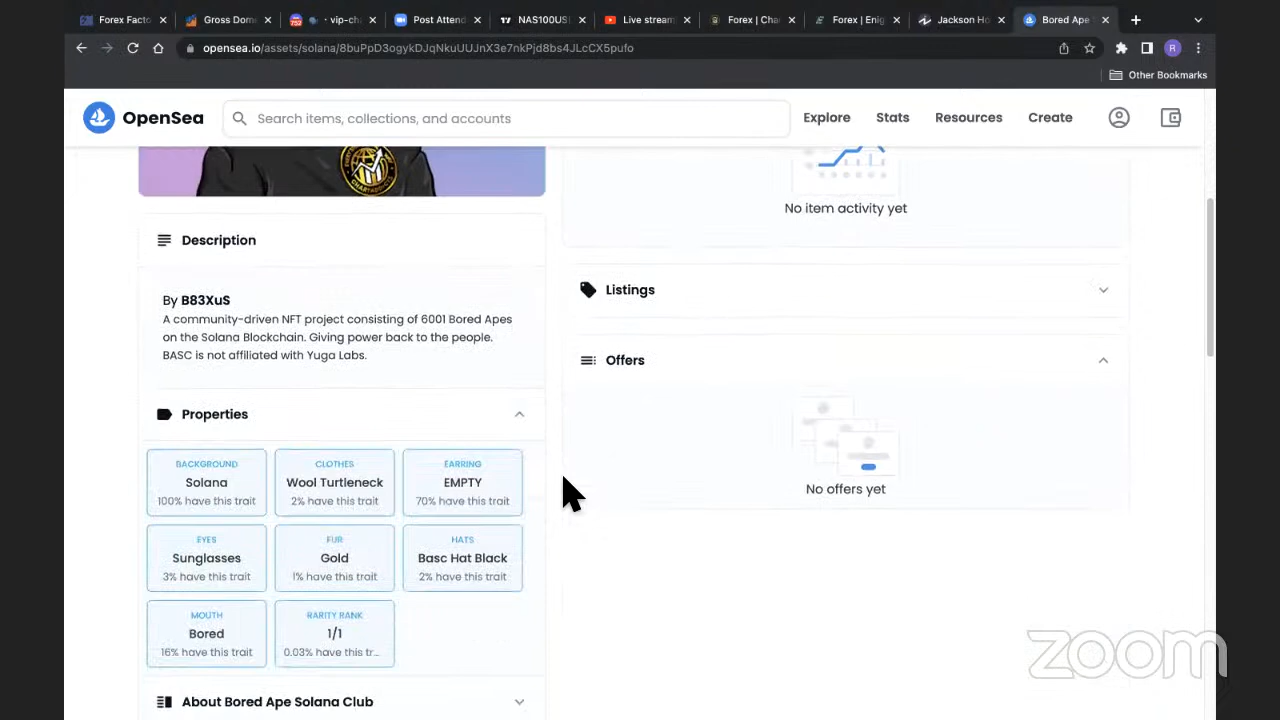 Forex Facto
Gross Dom
vip-cha
Post Attend
NAS100US
Live stream
Forex | Cha
Forex | Enig
Jackson Ho
Bored Ape
opensea.io/assets/solana/8buPpD3ogykDJqNkuUUJnX3e7nkPjd8bs4JLcCX5pufo
R
Other Bookmarks
OpenSea
Search items, collections, and accounts
Explore
Stats
Resources
Create
CHARTADDICTS
No item activity yet
Description
Listings
By B83XuS
A community-driven NFT project consisting of 6001 Bored Apes
on the Solana Blockchain. Giving power back to the people.
BASC is not affiliated with Yuga Labs.
Offers
No offers yet
Properties
BACKGROUND
Solana
100% have this trait
CLOTHES
Wool Turtleneck
2% have this trait
EARRING
EMPTY
70% have this trait
EYES
Sunglasses
3% have this trait
FUR
Gold
1% have this trait
HATS
Basc Hat Black
2% have this trait
MOUTH
Bored
16% have this trait
RARITY RANK
1/1
0.03% have this tr...
About Bored Ape Solana Club
zoom